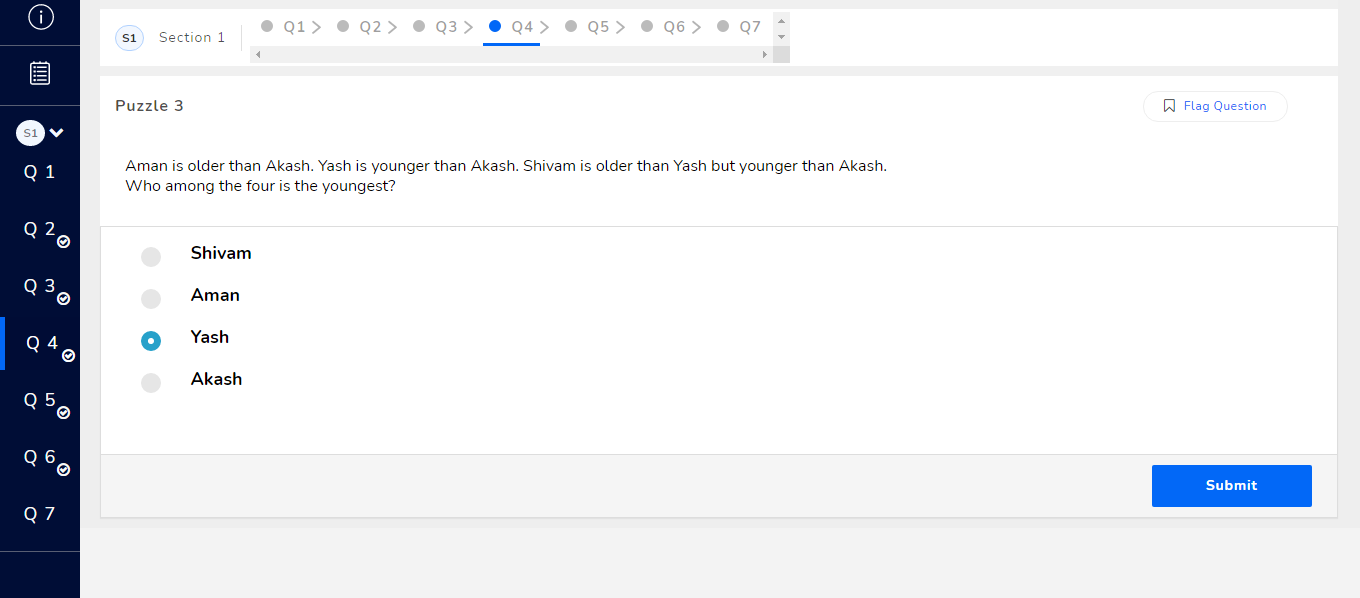 S1 Section 1 Q1 Q2 Q3 Q4 Q5 Q6 Q7
Puzzle 3
Flag Question
S1
Q 1
Q 2
Q 3
Q 4
Q 5
Q 6
Q 7
Aman is older than Akash. Yash is younger than Akash. Shivam is older than Yash but younger than Akash.
Who among the four is the youngest?
Shivam
Aman
Yash
Akash
Submit